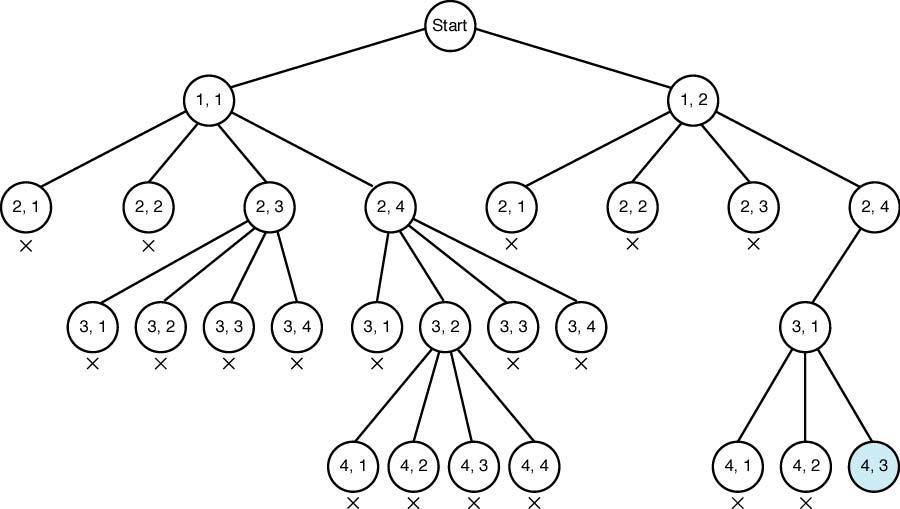 Start
1, 1 1, 2
2, 1 2, 2 2, 3 2, 4 2, 1 2, 2 2, 3 2, 4
× × × × ×
3, 1 3, 2 3, 3 3, 4 3, 1 3, 2 3, 3 3, 4 3, 1
× × × × × × ×
4, 1 4, 2 4, 3 4, 4 4, 1 4, 2 4, 3
× × × × × ×